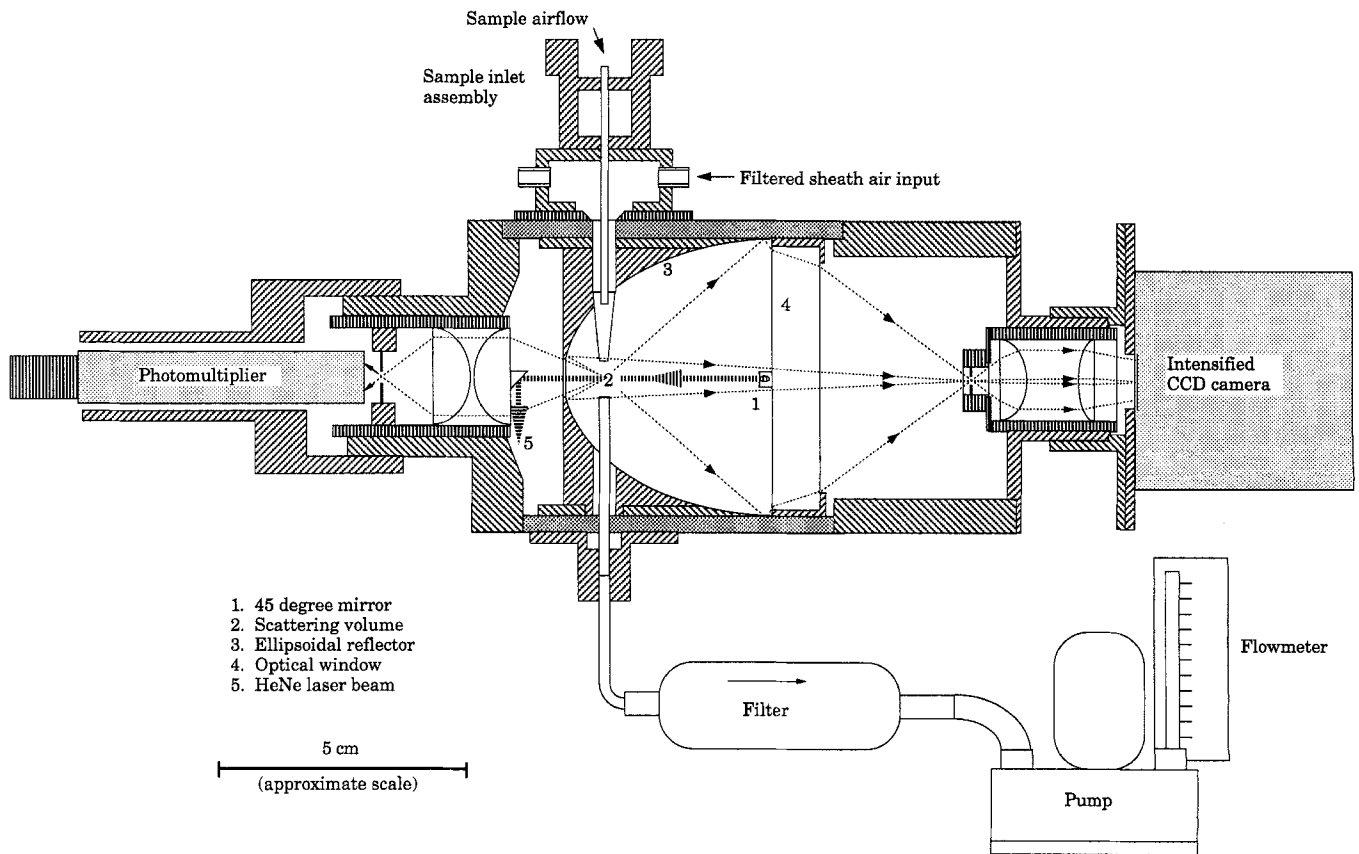 Sample airflow
Sample inlet
assembly
Filtered sheath air input
3
4
Photomultiplier
2
1
e
5
Intensified
CCD camera
1. 45 degree mirror
2. Scattering volume
3. Ellipsoidal reflector
4. Optical window
5. HeNe laser beam
5 cm
(approximate scale)
Filter
Flowmeter
Pump